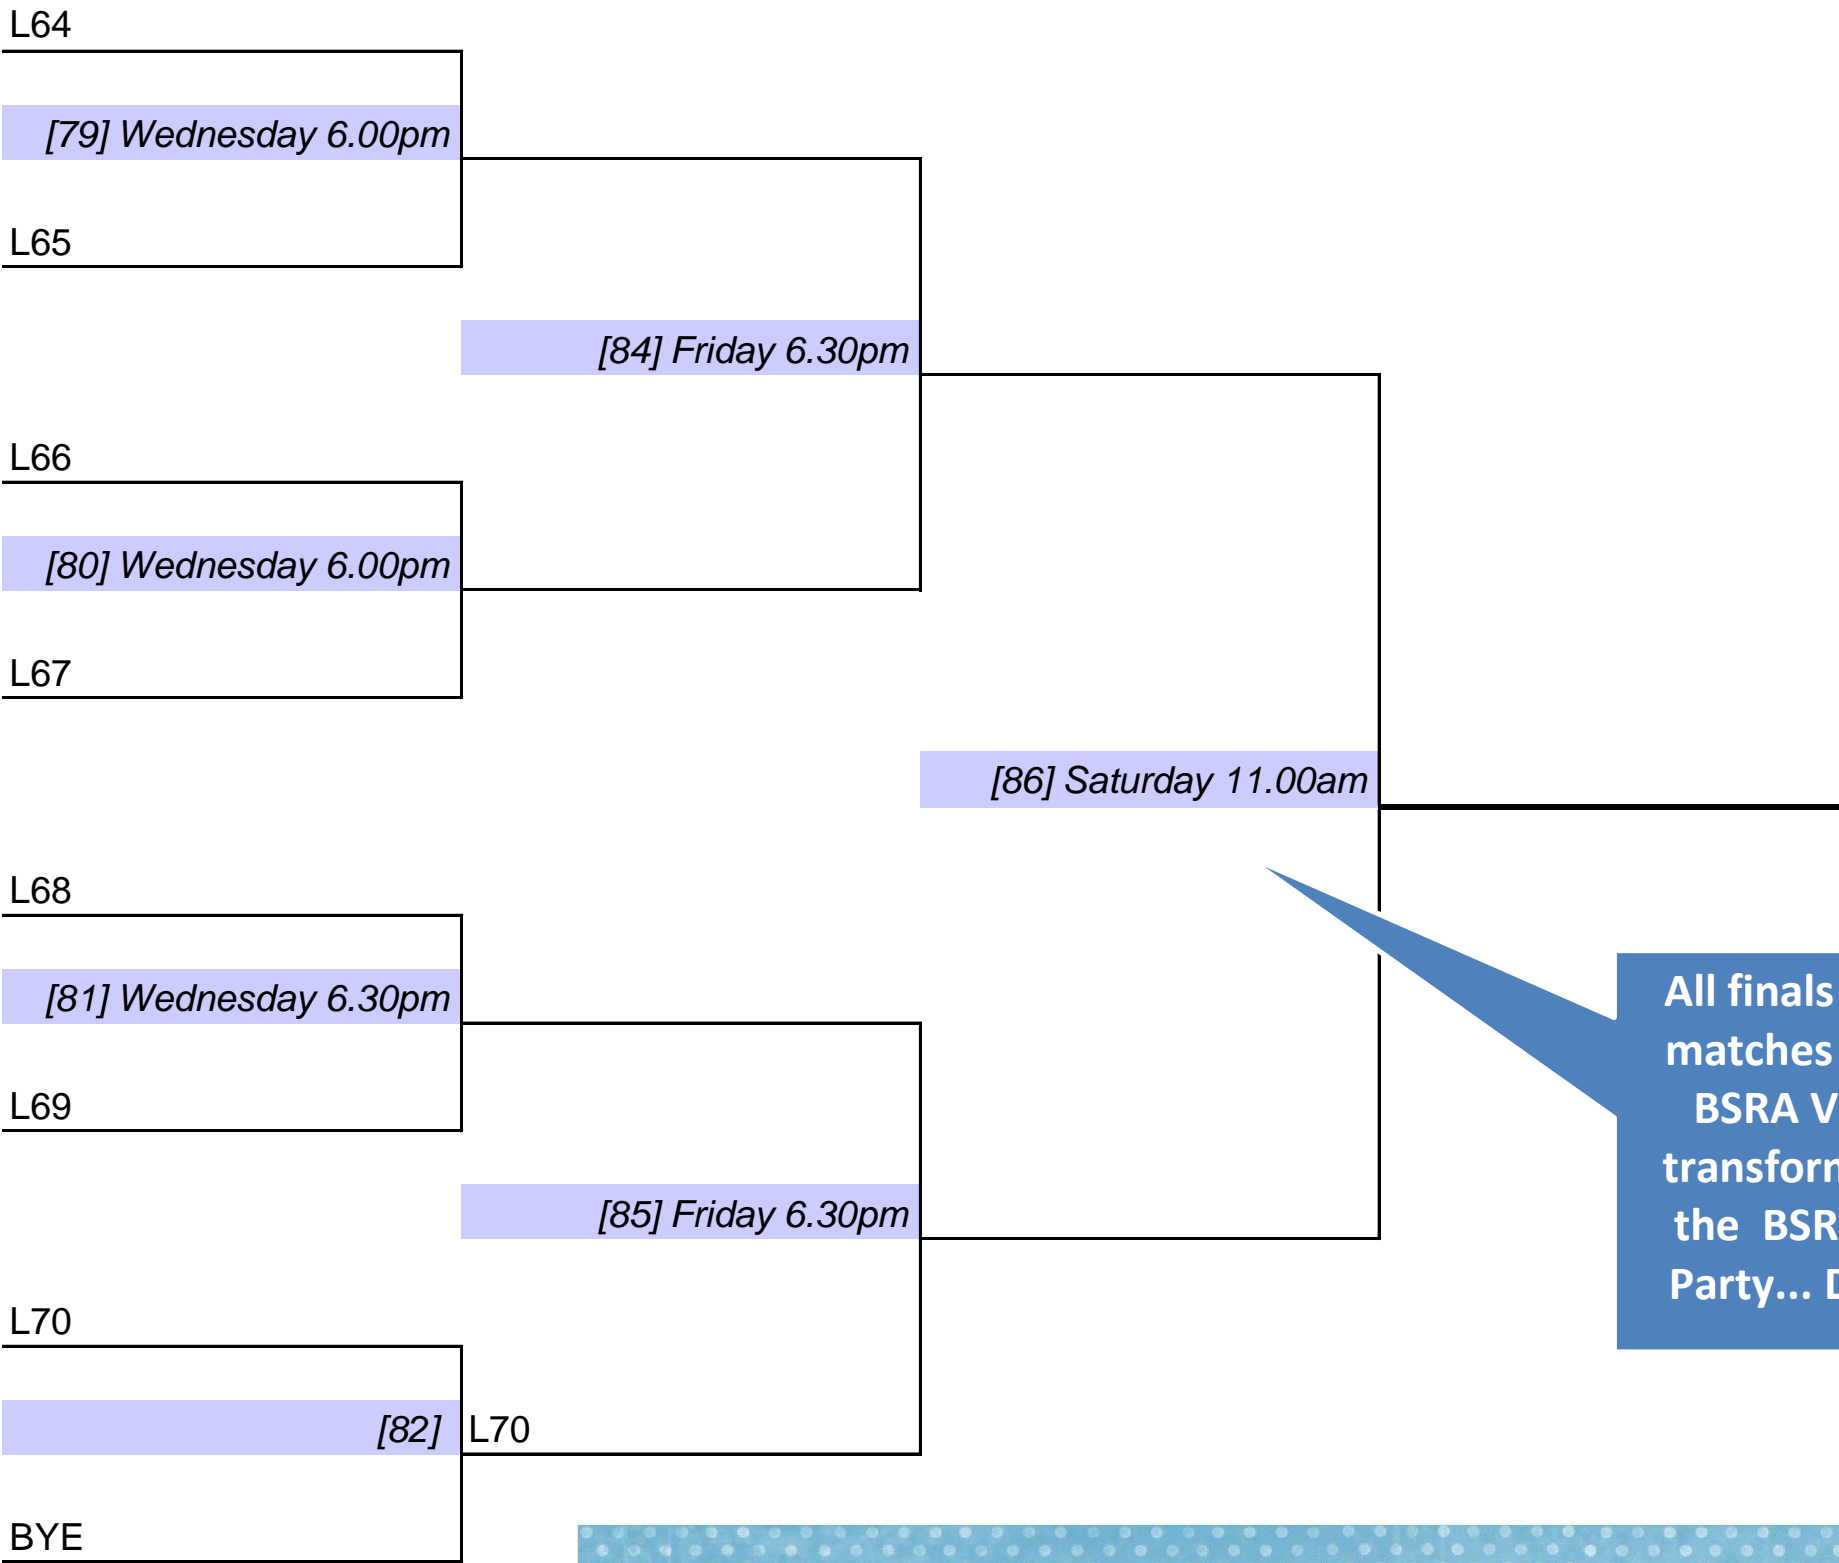 L64
[79] Wednesday 6.00pm
L65
[84] Friday 6.30pm
L66
[80] Wednesday 6.00pm
L67
[86] Saturday 11.00am
L68
[81] Wednesday 6.30pm
L69
[85] Friday 6.30pm
L70
[82] L70
BYE
All finals
matches
BSRA
the
Party...